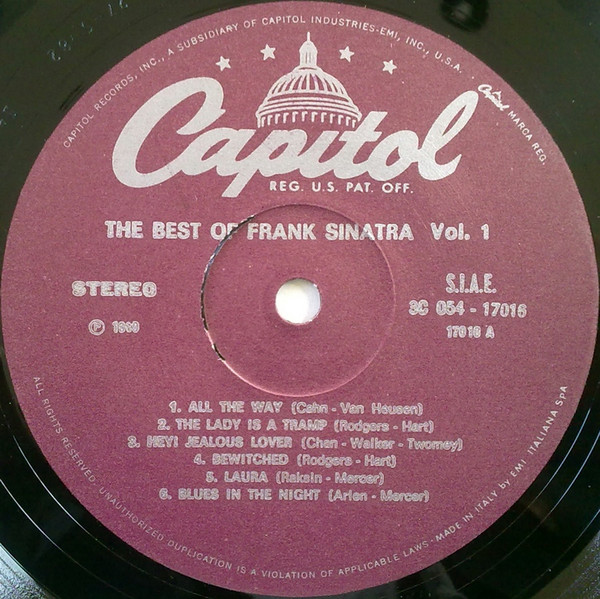 CAPITOL RECORDS, INC., A SUBSIDIARY OF CAPITOL INDUSTRIES-EMI, INC., U.S.A.
Capitol MARCA REG.
Capitol
REG. U.S. PAT. OFF.
THE BEST OF FRANK SINATRA Vol. 1
STEREO
S.I.A.E.
3C 054 - 17016
℗ 1960
17016 A
1. ALL THE WAY (Cahn - Van Heusen)
2. THE LADY IS A TRAMP (Rodgers - Hart)
3. HEY! JEALOUS LOVER (Chan - Walker - Twomey)
4. BEWITCHED (Rodgers - Hart)
5. LAURA (Raksin - Mercer)
6. BLUES IN THE NIGHT (Arlen - Mercer)
ALL RIGHTS RESERVED-UNAUTHORIZED DUPLICATION IS A VIOLATION OF APPLICABLE LAWS - MADE IN ITALY by EMI ITALIANA SPA